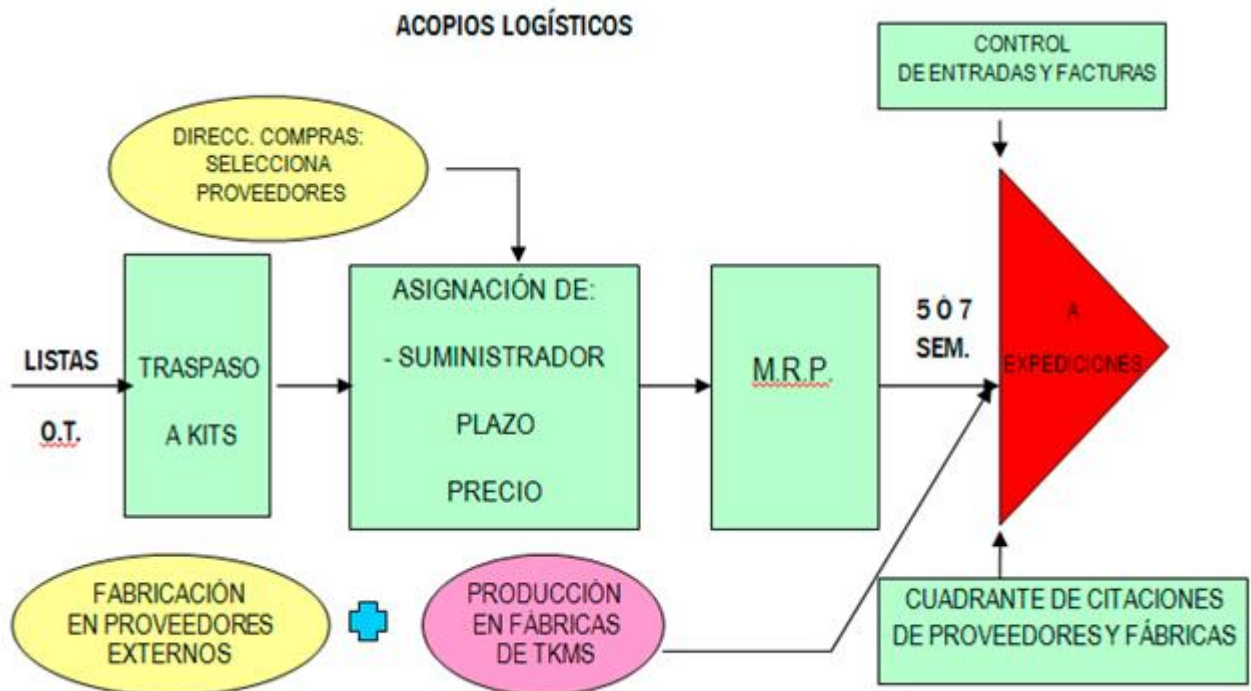 ACOPIOS LOGÍSTICOS
CONTROL
DE ENTRADAS Y FACTURAS
DIRECC. COMPRAS:
SELECCIONA
PROVEEDORES
LISTAS
O.T.
TRASPASO
A KITS
ASIGNACIÓN DE:
- SUMINISTRADOR
PLAZO
PRECIO
M.R.P.
5 Ó 7
SEM.
A
EXPEDICIONES
FABRICACIÓN
EN PROVEEDORES
EXTERNOS
PRODUCCIÓN
EN FÁBRICAS
DE TKMS
CUADRANTE DE CITACIONES
DE PROVEEDORES Y FÁBRICAS